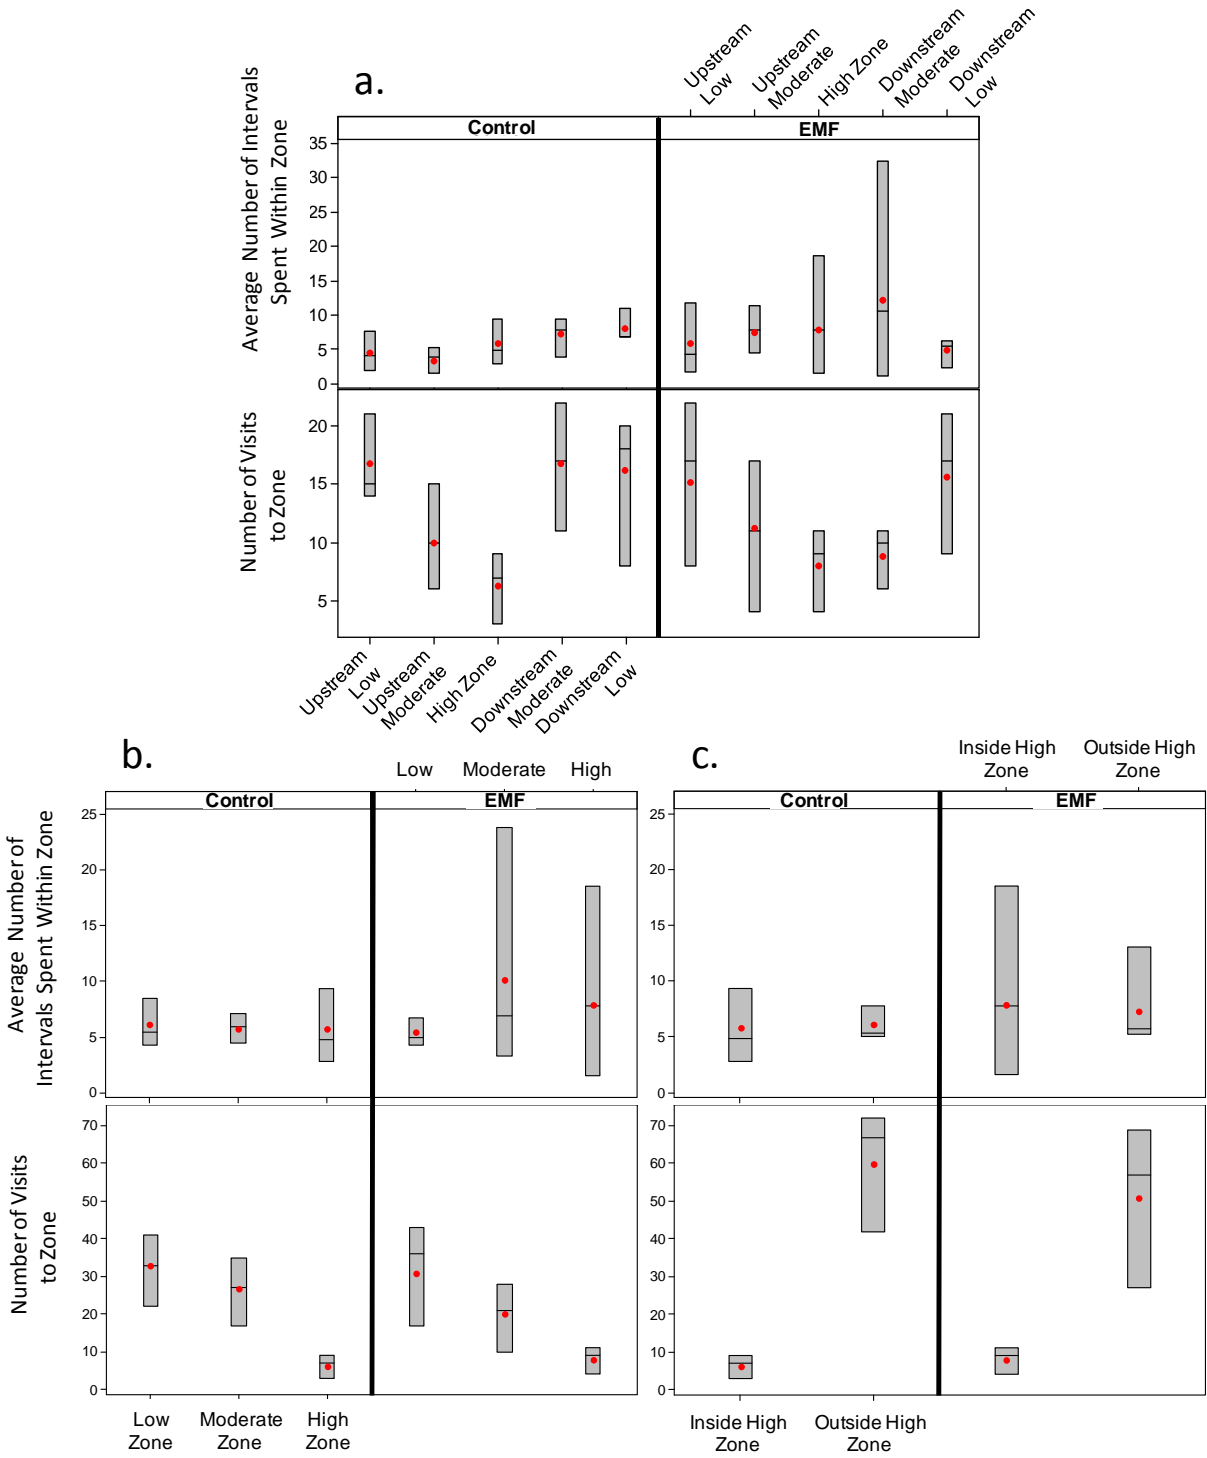 a.
Upstream
Low
Upstream
Moderate
High Zone
Downstream
Moderate
Downstream
Low
Control
EMF
Average Number of Intervals
Spent Within Zone
35
30
25
20
15
10
5
0
Number of Visits
to Zone
20
15
10
5
Upstream
Low
Upstream
Moderate
High Zone
Downstream
Moderate
Downstream
Low
b.
Low
Moderate
High
Control
EMF
Average Number of
Intervals Spent Within Zone
25
20
15
10
5
0
Number of Visits
to Zone
70
60
50
40
30
20
10
0
Low
Zone
Moderate
Zone
High
Zone
c.
Inside High
Zone
Outside High
Zone
Control
EMF
25
20
15
10
5
0
70
60
50
40
30
20
10
0
Inside High
Zone
Outside High
Zone